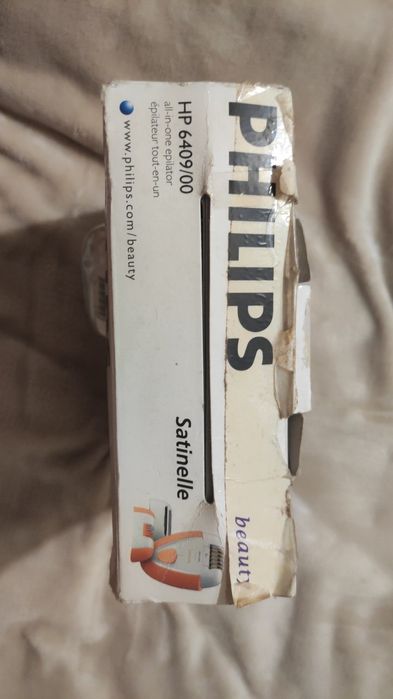 PHILIPS
beauty
HP 6409/00
all-in-one epilator
épilateur tout-en-un
www.philips.com/beauty
Satinelle